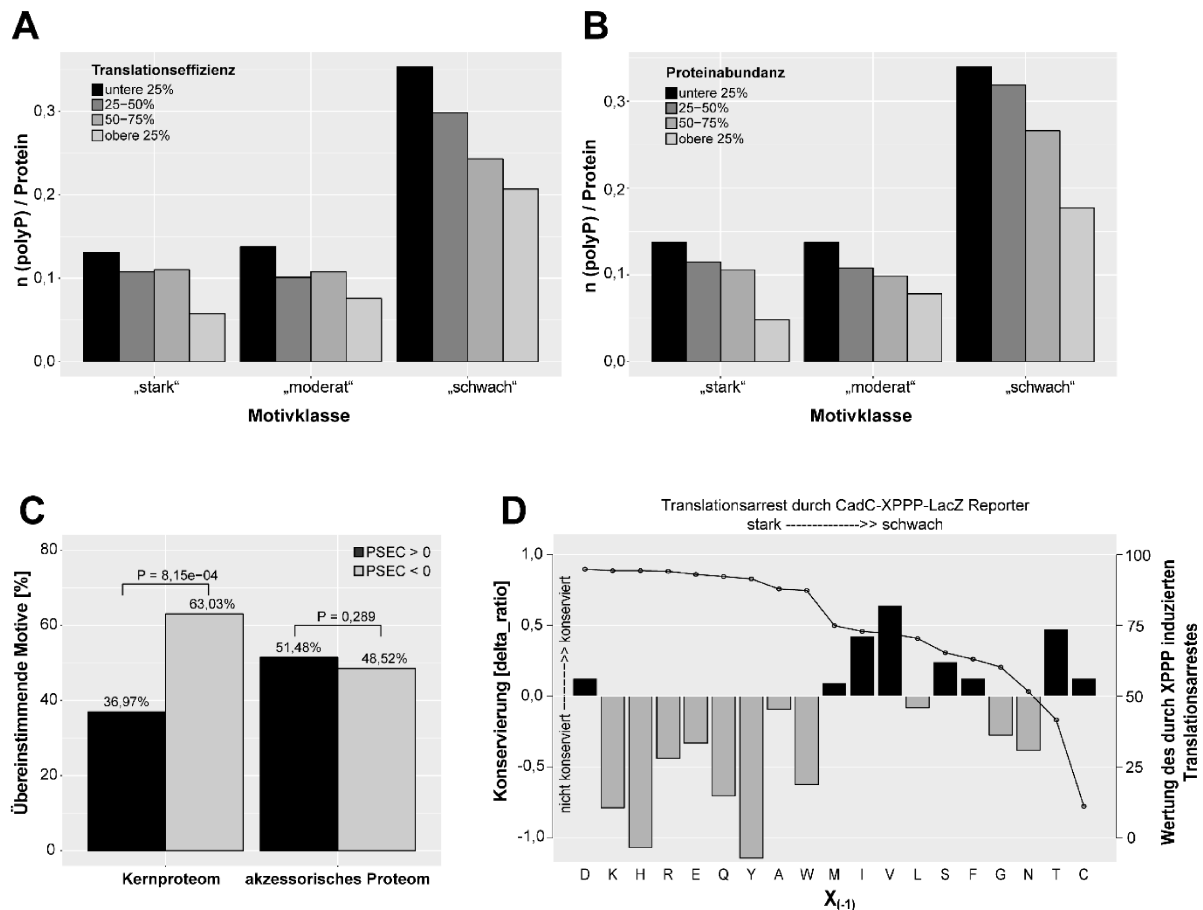 A
Translationseffizienz
untere 25%
25–50%
50–75%
obere 25%
n (polyP) / Protein
0,3
0,2
0,1
0,0
„stark“
„moderat“
„schwach“
Motivklasse
B
Proteinabundanz
untere 25%
25–50%
50–75%
obere 25%
n (polyP) / Protein
0,3
0,2
0,1
0,0
„stark“
„moderat“
„schwach“
Motivklasse
C
PSEC > 0
PSEC < 0
Übereinstimmende Motive [%]
80
60
40
20
0
P = 8,15e−04
63,03%
36,97%
P = 0,289
51,48%
48,52%
Kernproteom
akzessorisches Proteom
D
Translationsarrest durch CadC-XPPP-LacZ Reporter
stark -------------->> schwach
Konservierung [delta_ratio]
nicht konserviert ------>> konserviert
1,0
0,5
0,0
-0,5
-1,0
100
75
50
25
0
Wertung des durch XPPP induzierten
Translationsarrestes
D K H R E Q Y A W M I V L S F G N T C
X(-1)